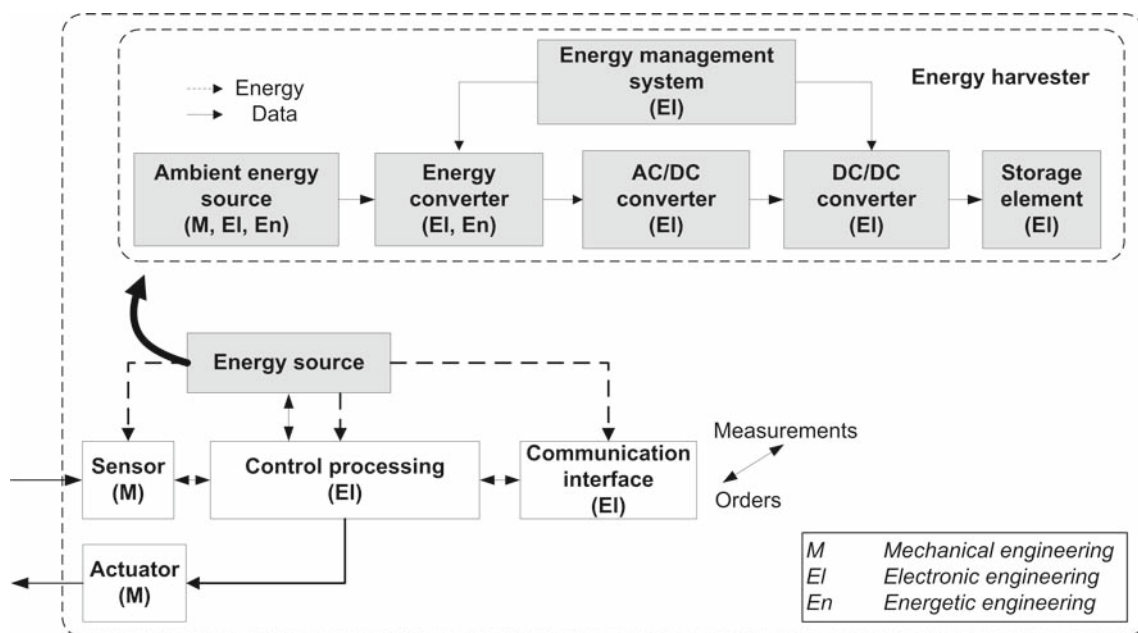 Energy management
system
(El)
Energy harvester
Energy
Data
Ambient energy
source
(M, El, En)
Energy
converter
(El, En)
AC/DC
converter
(El)
DC/DC
converter
(El)
Storage
element
(El)
Energy source
Measurements
Orders
Sensor
(M)
Control processing
(El)
Communication
interface
(El)
Actuator
(M)
M Mechanical engineering
El Electronic engineering
En Energetic engineering